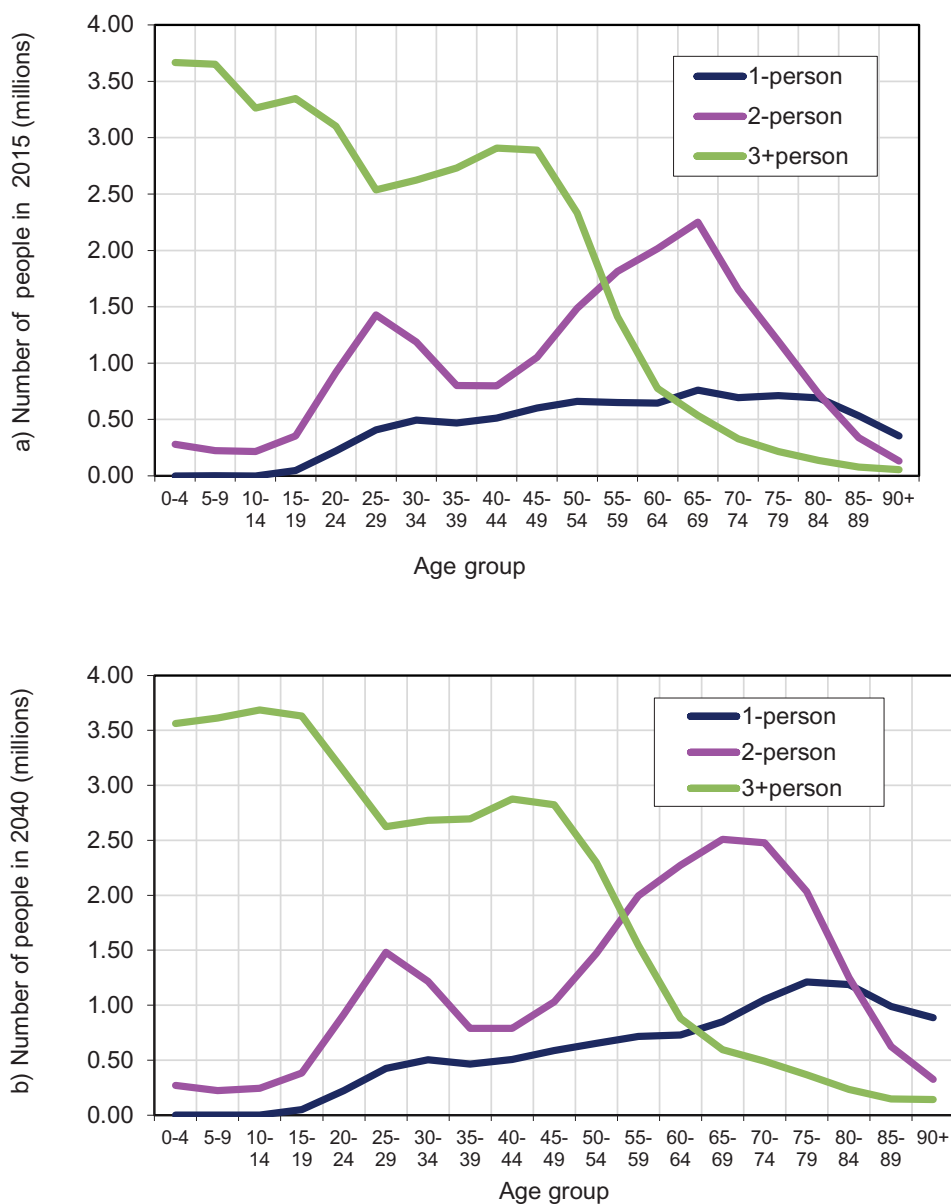 a) Number of people in 2015 (millions)
4.00
3.50
3.00
2.50
2.00
1.50
1.00
0.50
0.00
1-person
2-person
3+person
0-4 5-9 10- 15- 20- 25- 30- 35- 40- 45- 50- 55- 60- 65- 70- 75- 80- 85- 90+
14 19 24 29 34 39 44 49 54 59 64 69 74 79 84 89
Age group
b) Number of people in 2040 (millions)
4.00
3.50
3.00
2.50
2.00
1.50
1.00
0.50
0.00
1-person
2-person
3+person
0-4 5-9 10- 15- 20- 25- 30- 35- 40- 45- 50- 55- 60- 65- 70- 75- 80- 85- 90+
14 19 24 29 34 39 44 49 54 59 64 69 74 79 84 89
Age group